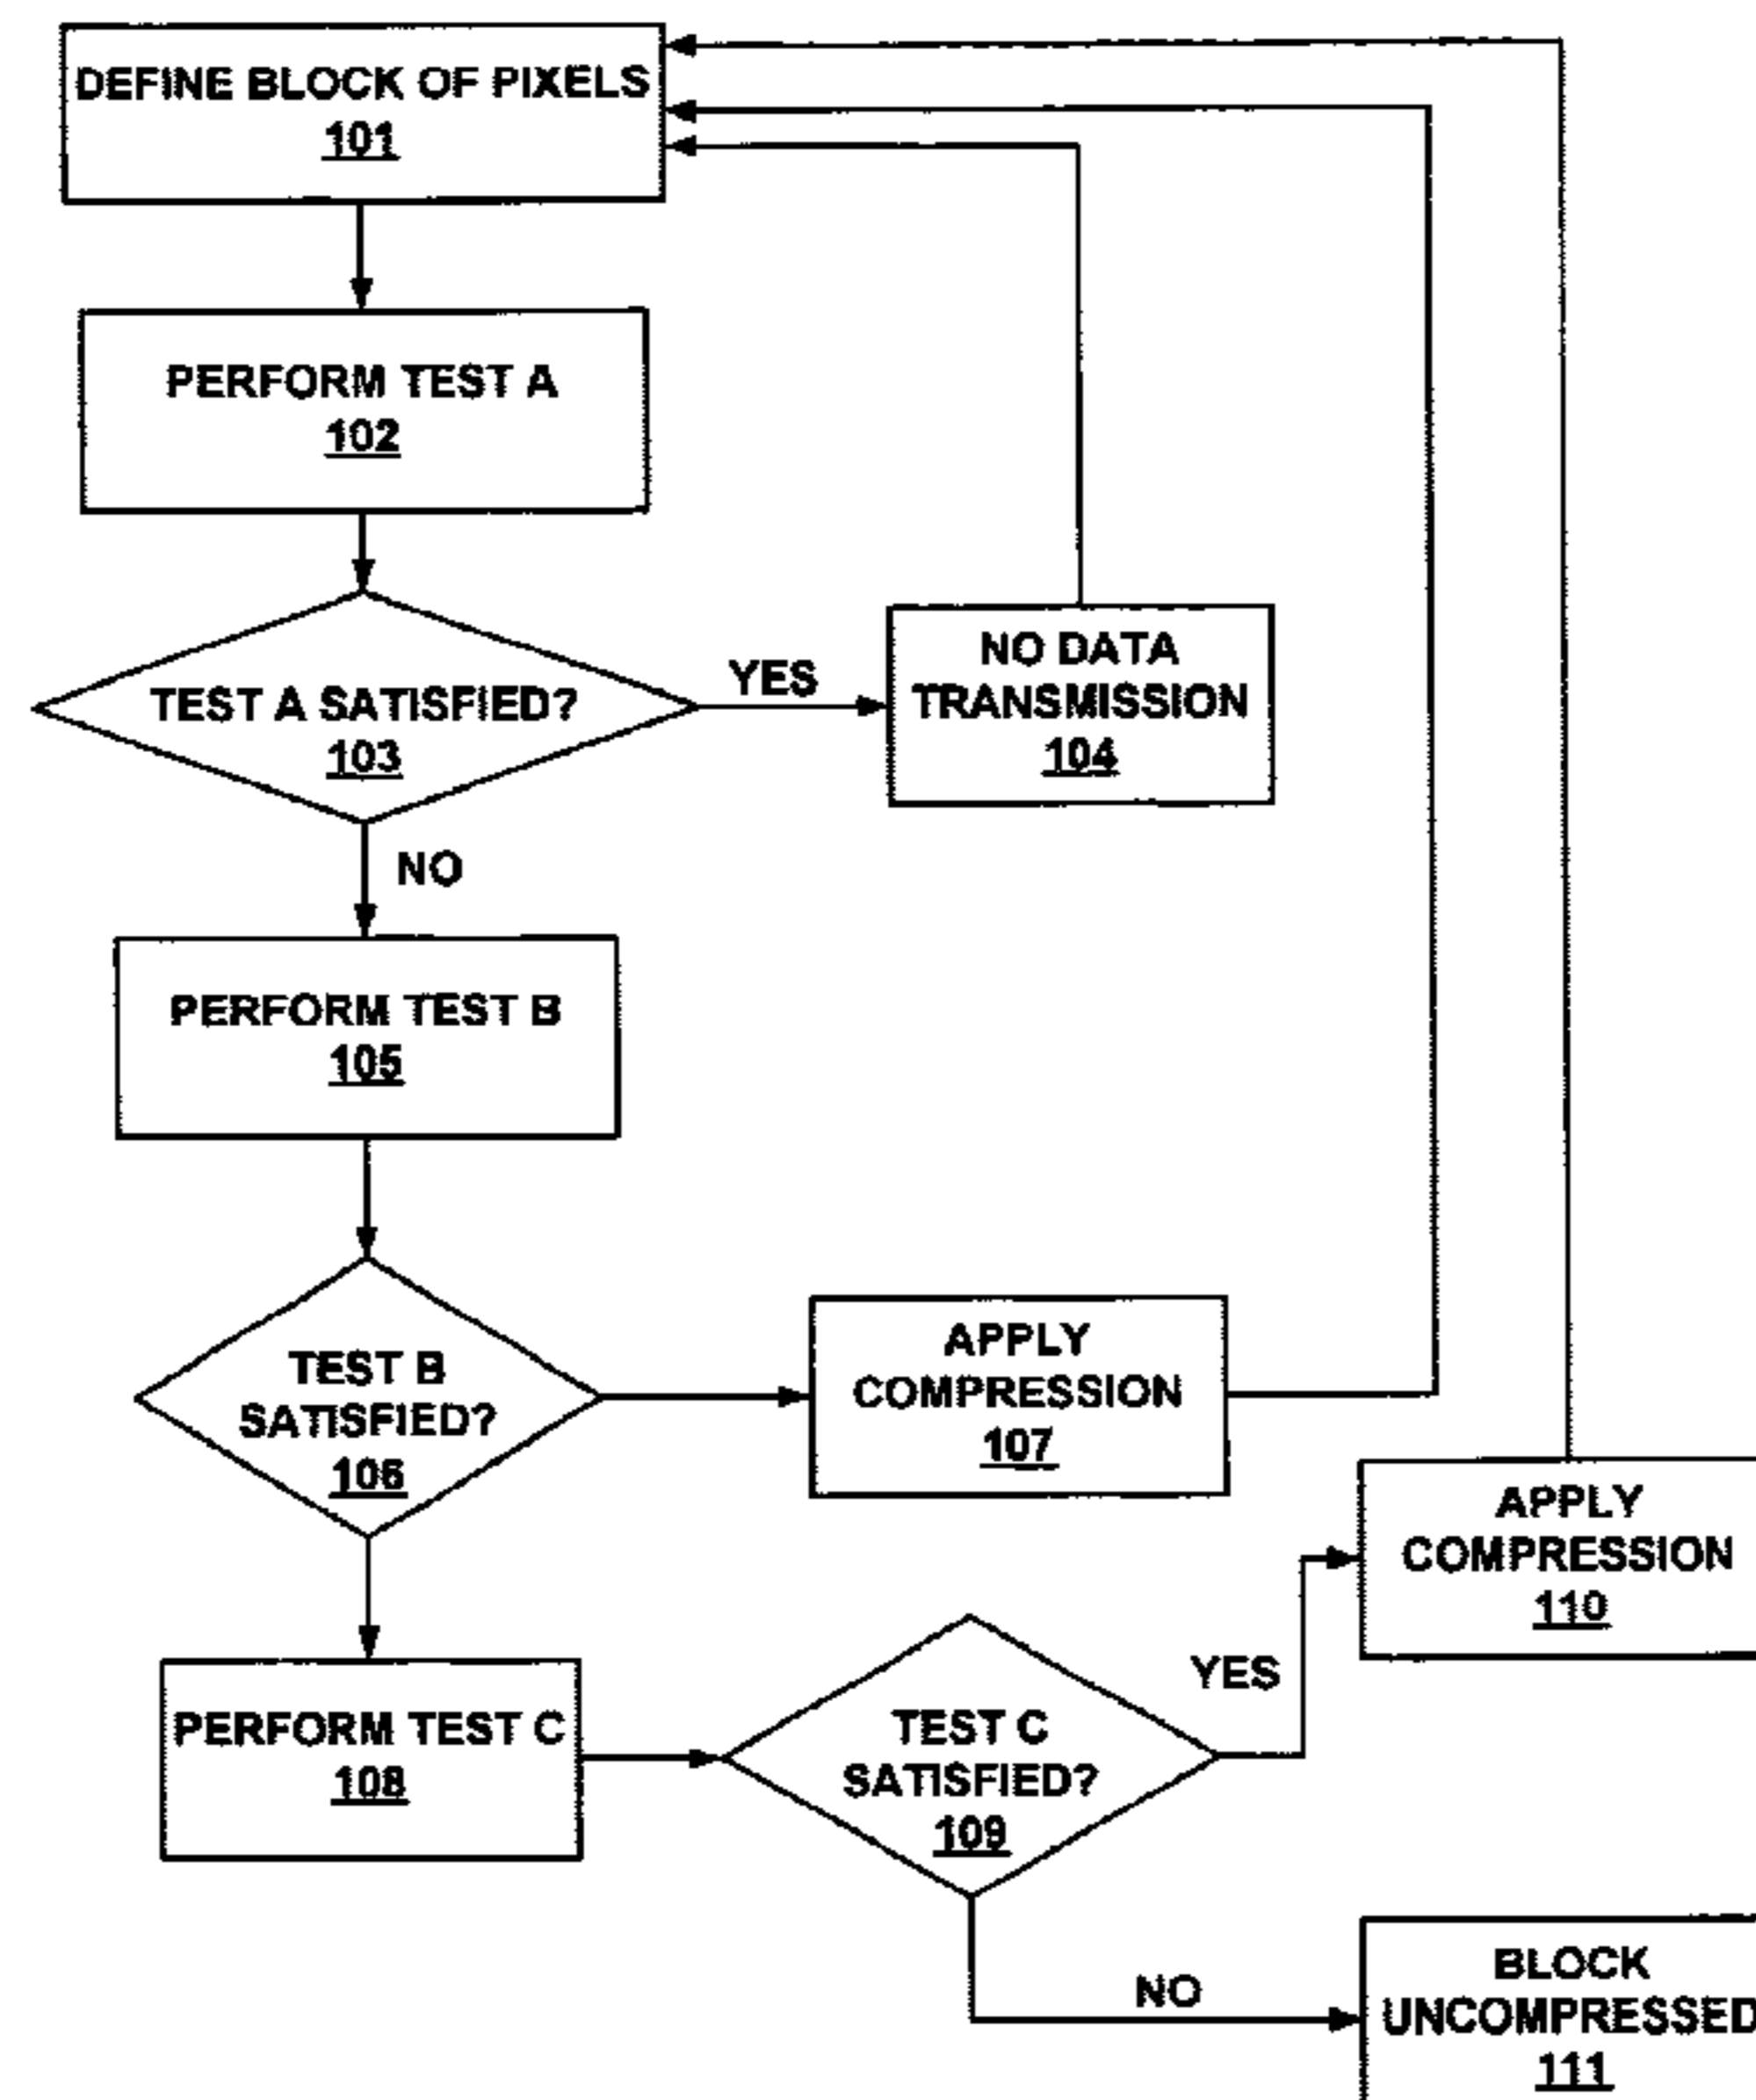 DEFINE BLOCK OF PIXELS
101
PERFORM TEST A
102
TEST A SATISFIED?
103
YES
NO DATA
TRANSMISSION
104
NO
PERFORM TEST B
105
TEST B
SATISFIED?
106
APPLY
COMPRESSION
107
PERFORM TEST C
108
TEST C
SATISFIED?
109
YES
APPLY
COMPRESSION
110
NO
BLOCK
UNCOMPRESSED
111